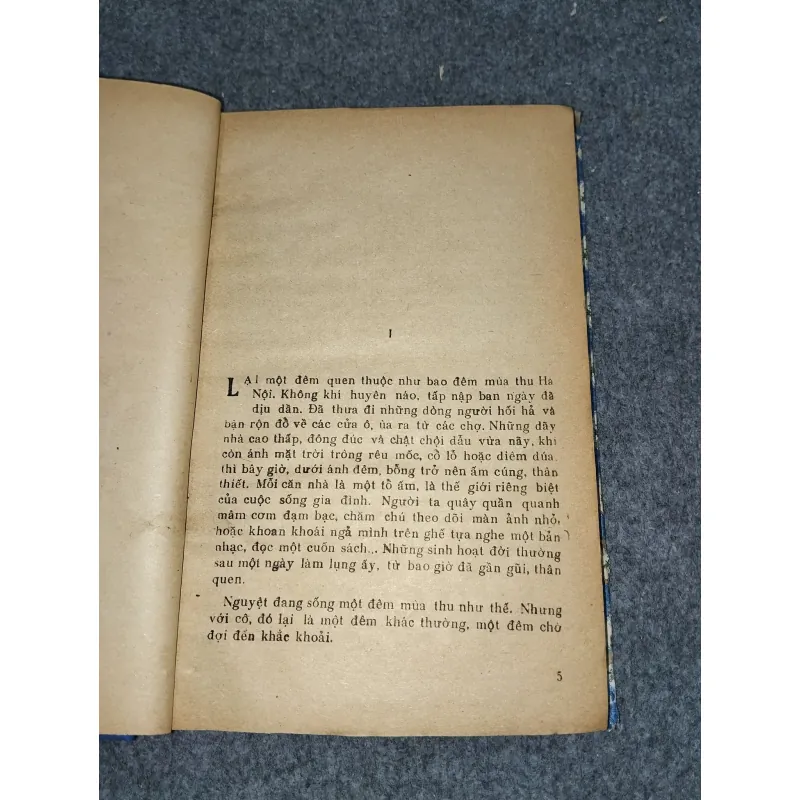 I
LẠI một đêm quen thuộc như bao đêm mùa thu Hà
Nội. Không khí huyên náo, tấp nập ban ngày đã
dịu dần. Đã thưa đi những dòng người hối hả và
bận rộn đổ về các cửa ô, ùa ra từ các chợ. Những dãy
nhà cao thấp, đông đúc và chật chội dẫu vừa nãy, khi
còn ánh mặt trời trông rêu mốc, cổ lỗ hoặc diêm dúa,
thì bây giờ, dưới ánh đêm, bỗng trở nên ấm cúng, thân
thiết. Mỗi căn nhà là một tổ ấm, là thế giới riêng biệt
của cuộc sống gia đình. Người ta quây quần quanh
mâm cơm đạm bạc, chăm chú theo dõi màn ảnh nhỏ,
hoặc khoan khoái ngả mình trên ghế tựa nghe một bản
nhạc, đọc một cuốn sách... Những sinh hoạt đời thường
sau một ngày làm lụng ấy, từ bao giờ đã gần gũi, thân
quen.
Nguyệt đang sống một đêm mùa thu như thế. Nhưng
với cô, đó lại là một đêm khác thường, một đêm chờ
đợi đến khắc khoải.
5